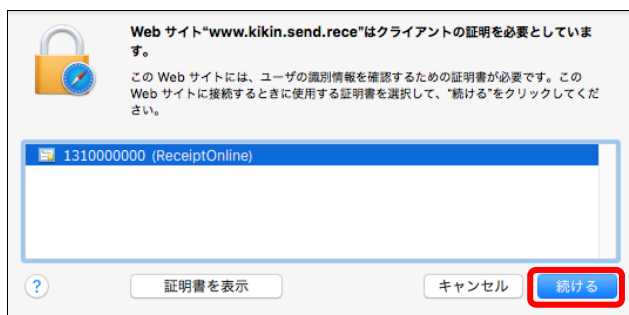 Web サイト“www.kikin.send.rece”はクライアントの証明を必要としていま
す。
この Web サイトには、ユーザの識別情報を確認するための証明書が必要です。この
Web サイトに接続するときに使用する証明書を選択して、“続ける”をクリックしてくだ
さい。
1310000000 (ReceiptOnline)
?
証明書を表示
キャンセル
続ける